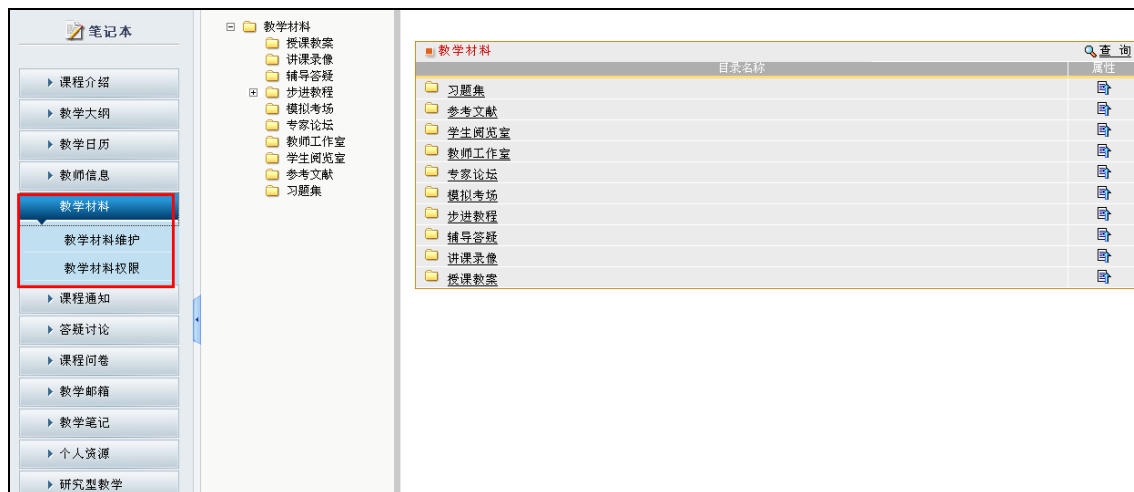 笔记本
课程介绍
教学大纲
教学日历
教师信息
教学材料
教学材料维护
教学材料权限
课程通知
答疑讨论
课程问卷
教学邮箱
教学笔记
个人资源
研究型教学
教学材料
授课教案
讲课录像
辅导答疑
步进教程
模拟考场
专家论坛
教师工作室
学生阅览室
参考文献
习题集
教学材料 查 询
目录名称 属性
习题集
参考文献
学生阅览室
教师工作室
专家论坛
模拟考场
步进教程
辅导答疑
讲课录像
授课教案